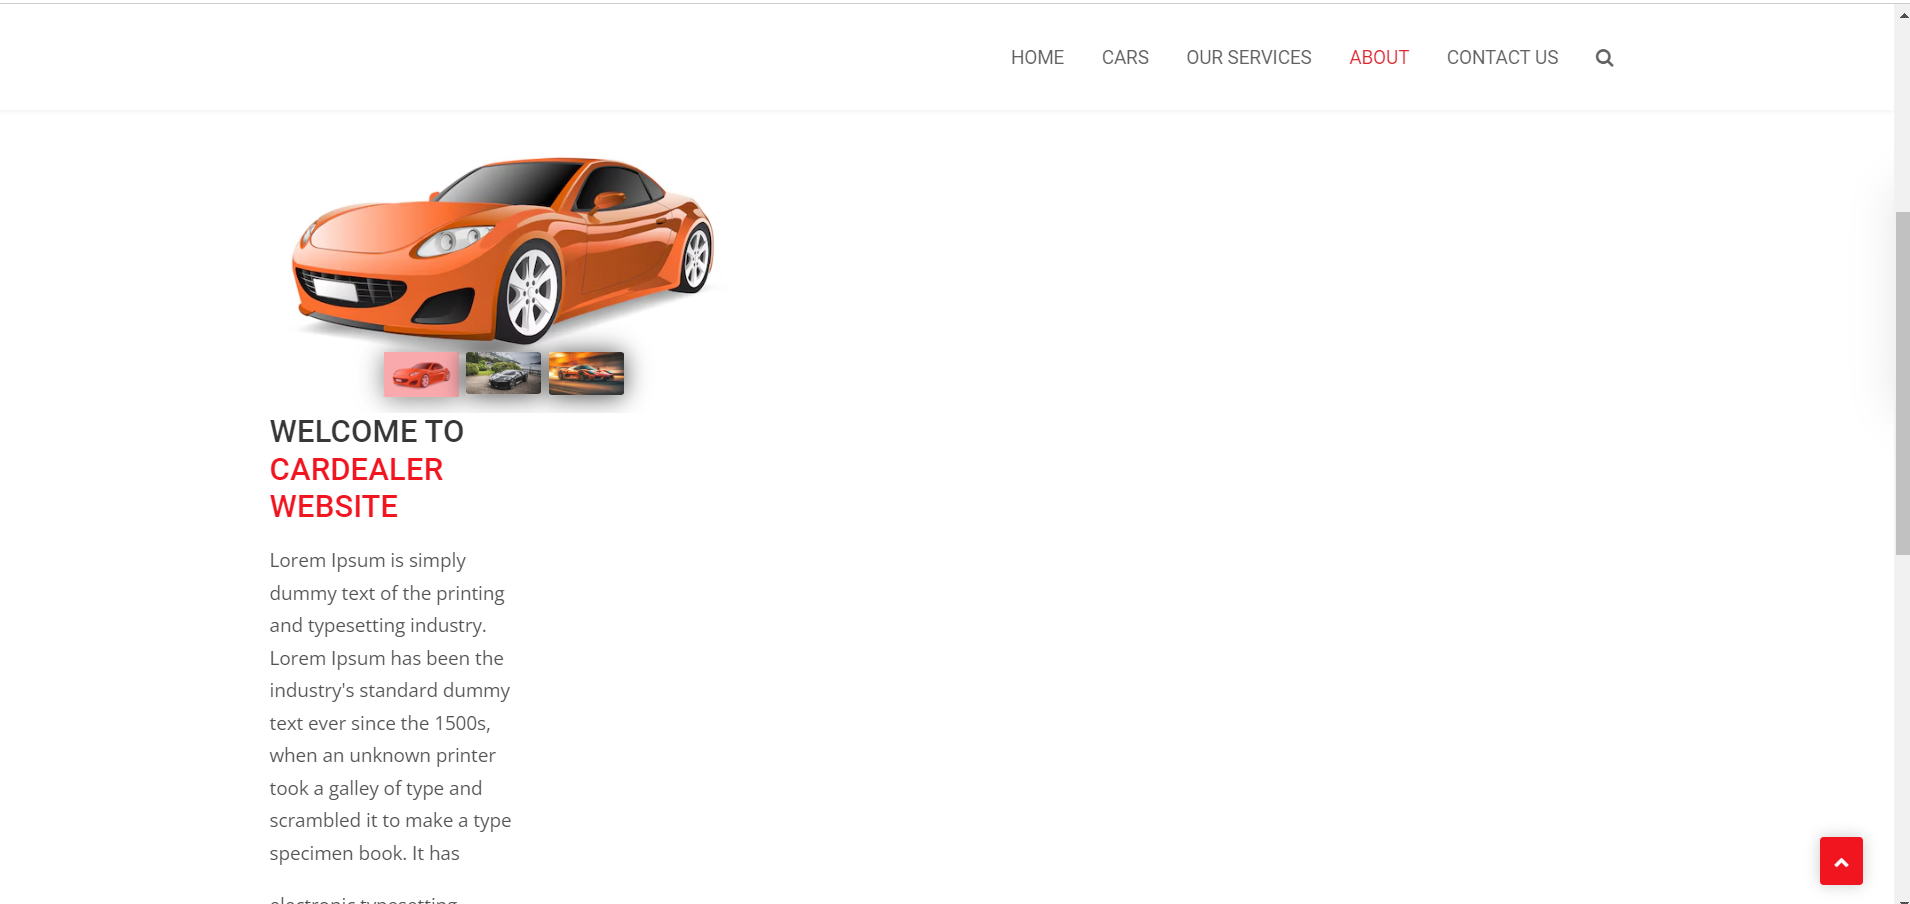 HOME CARS OUR SERVICES ABOUT CONTACT US
WELCOME TO
CARDEALER
WEBSITE
Lorem Ipsum is simply
dummy text of the printing
and typesetting industry.
Lorem Ipsum has been the
industry's standard dummy
text ever since the 1500s,
when an unknown printer
took a galley of type and
scrambled it to make a type
specimen book. It has
electronic typesetting